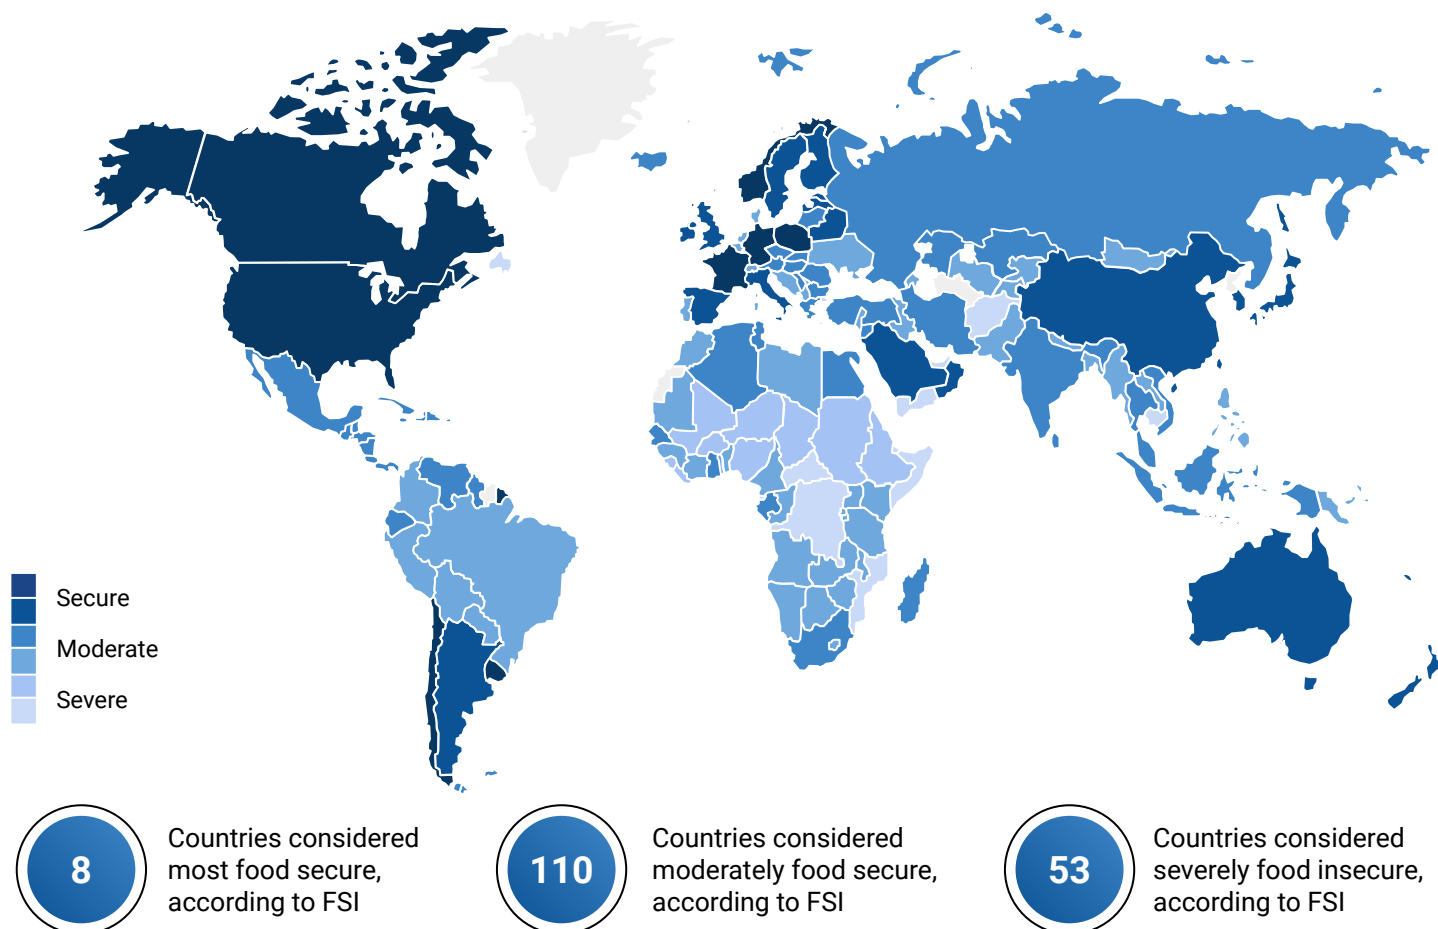 Secure
Moderate
Severe
8
Countries considered
most food secure,
according to FSI
110
Countries considered
moderately food secure,
according to FSI
53
Countries considered
severely food insecure,
according to FSI